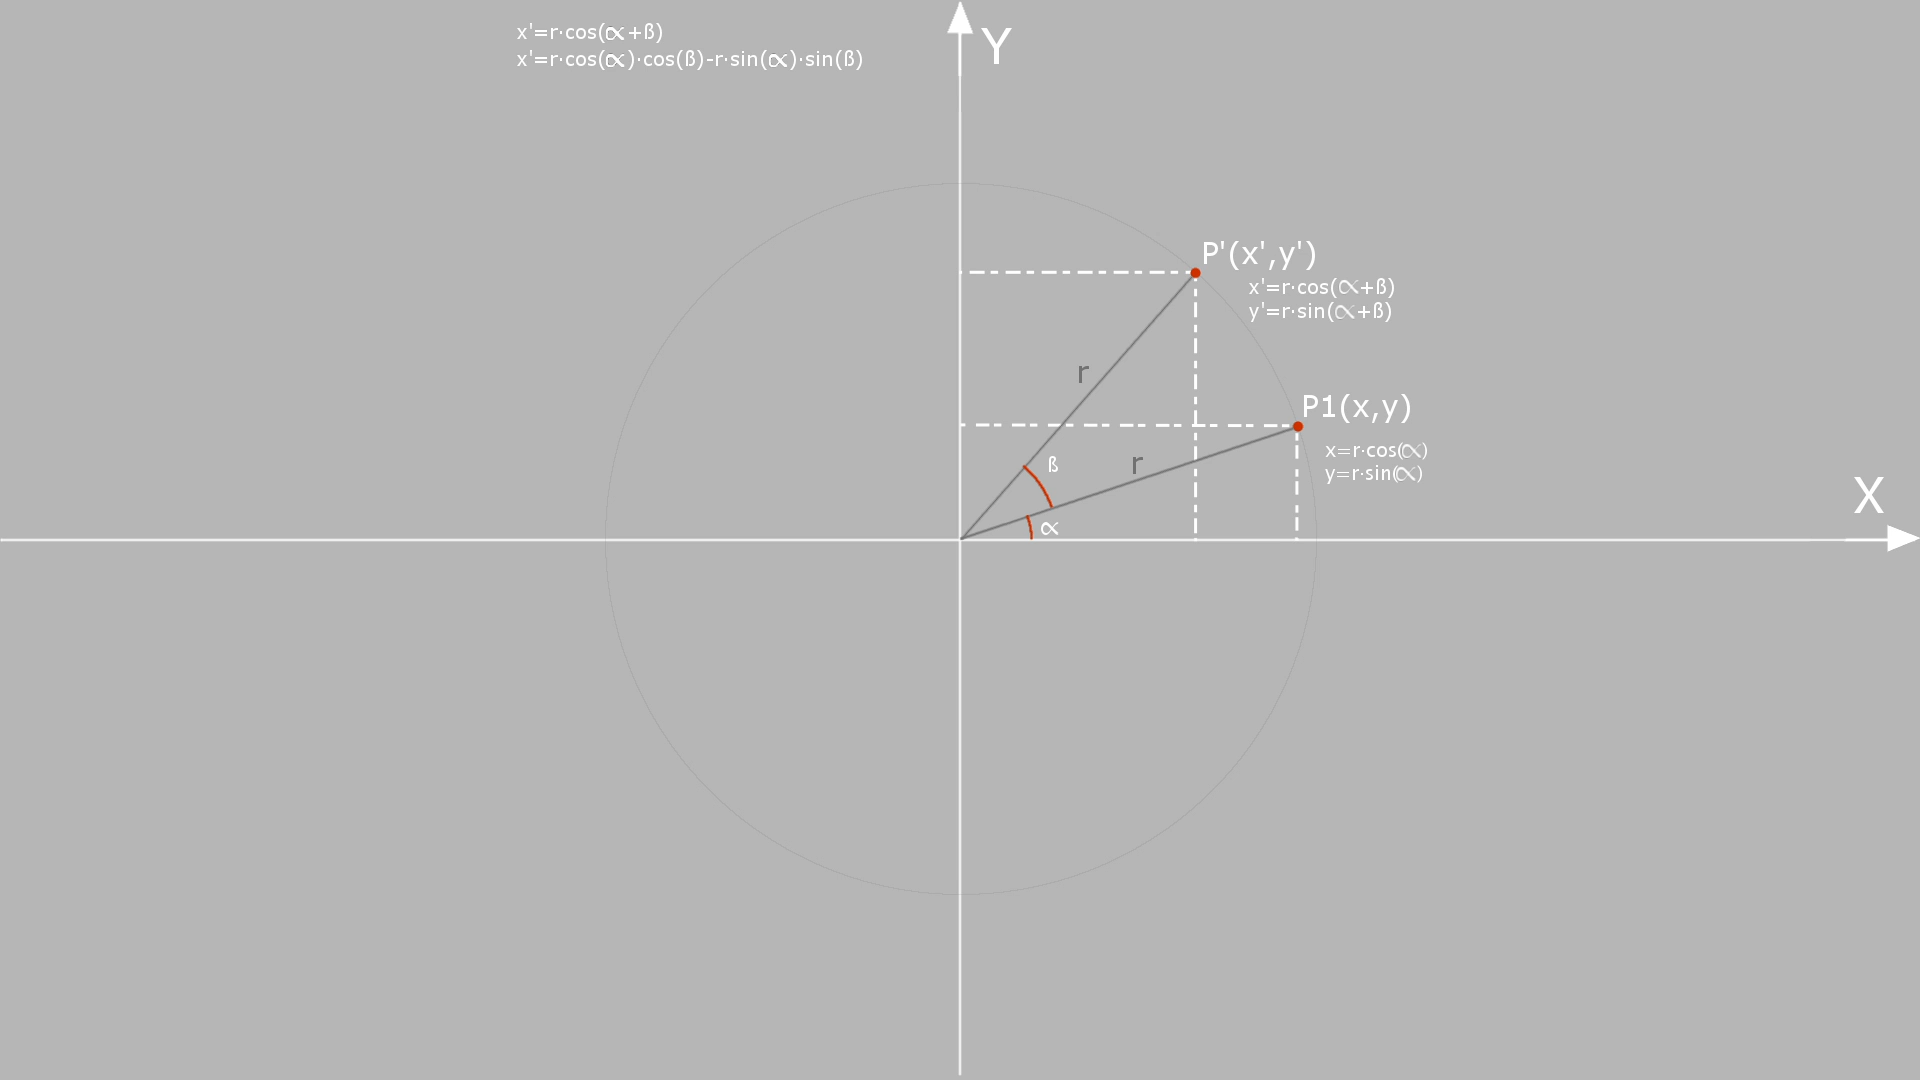 x'=r·cos(∝+ß)
x'=r·cos(∝)·cos(ß)-r·sin(∝)·sin(ß)
Y
P'(x',y')
x'=r·cos(∝+ß)
y'=r·sin(∝+ß)
r
P1(x,y)
x=r·cos(∝)
y=r·sin(∝)
ß
r
X
∝